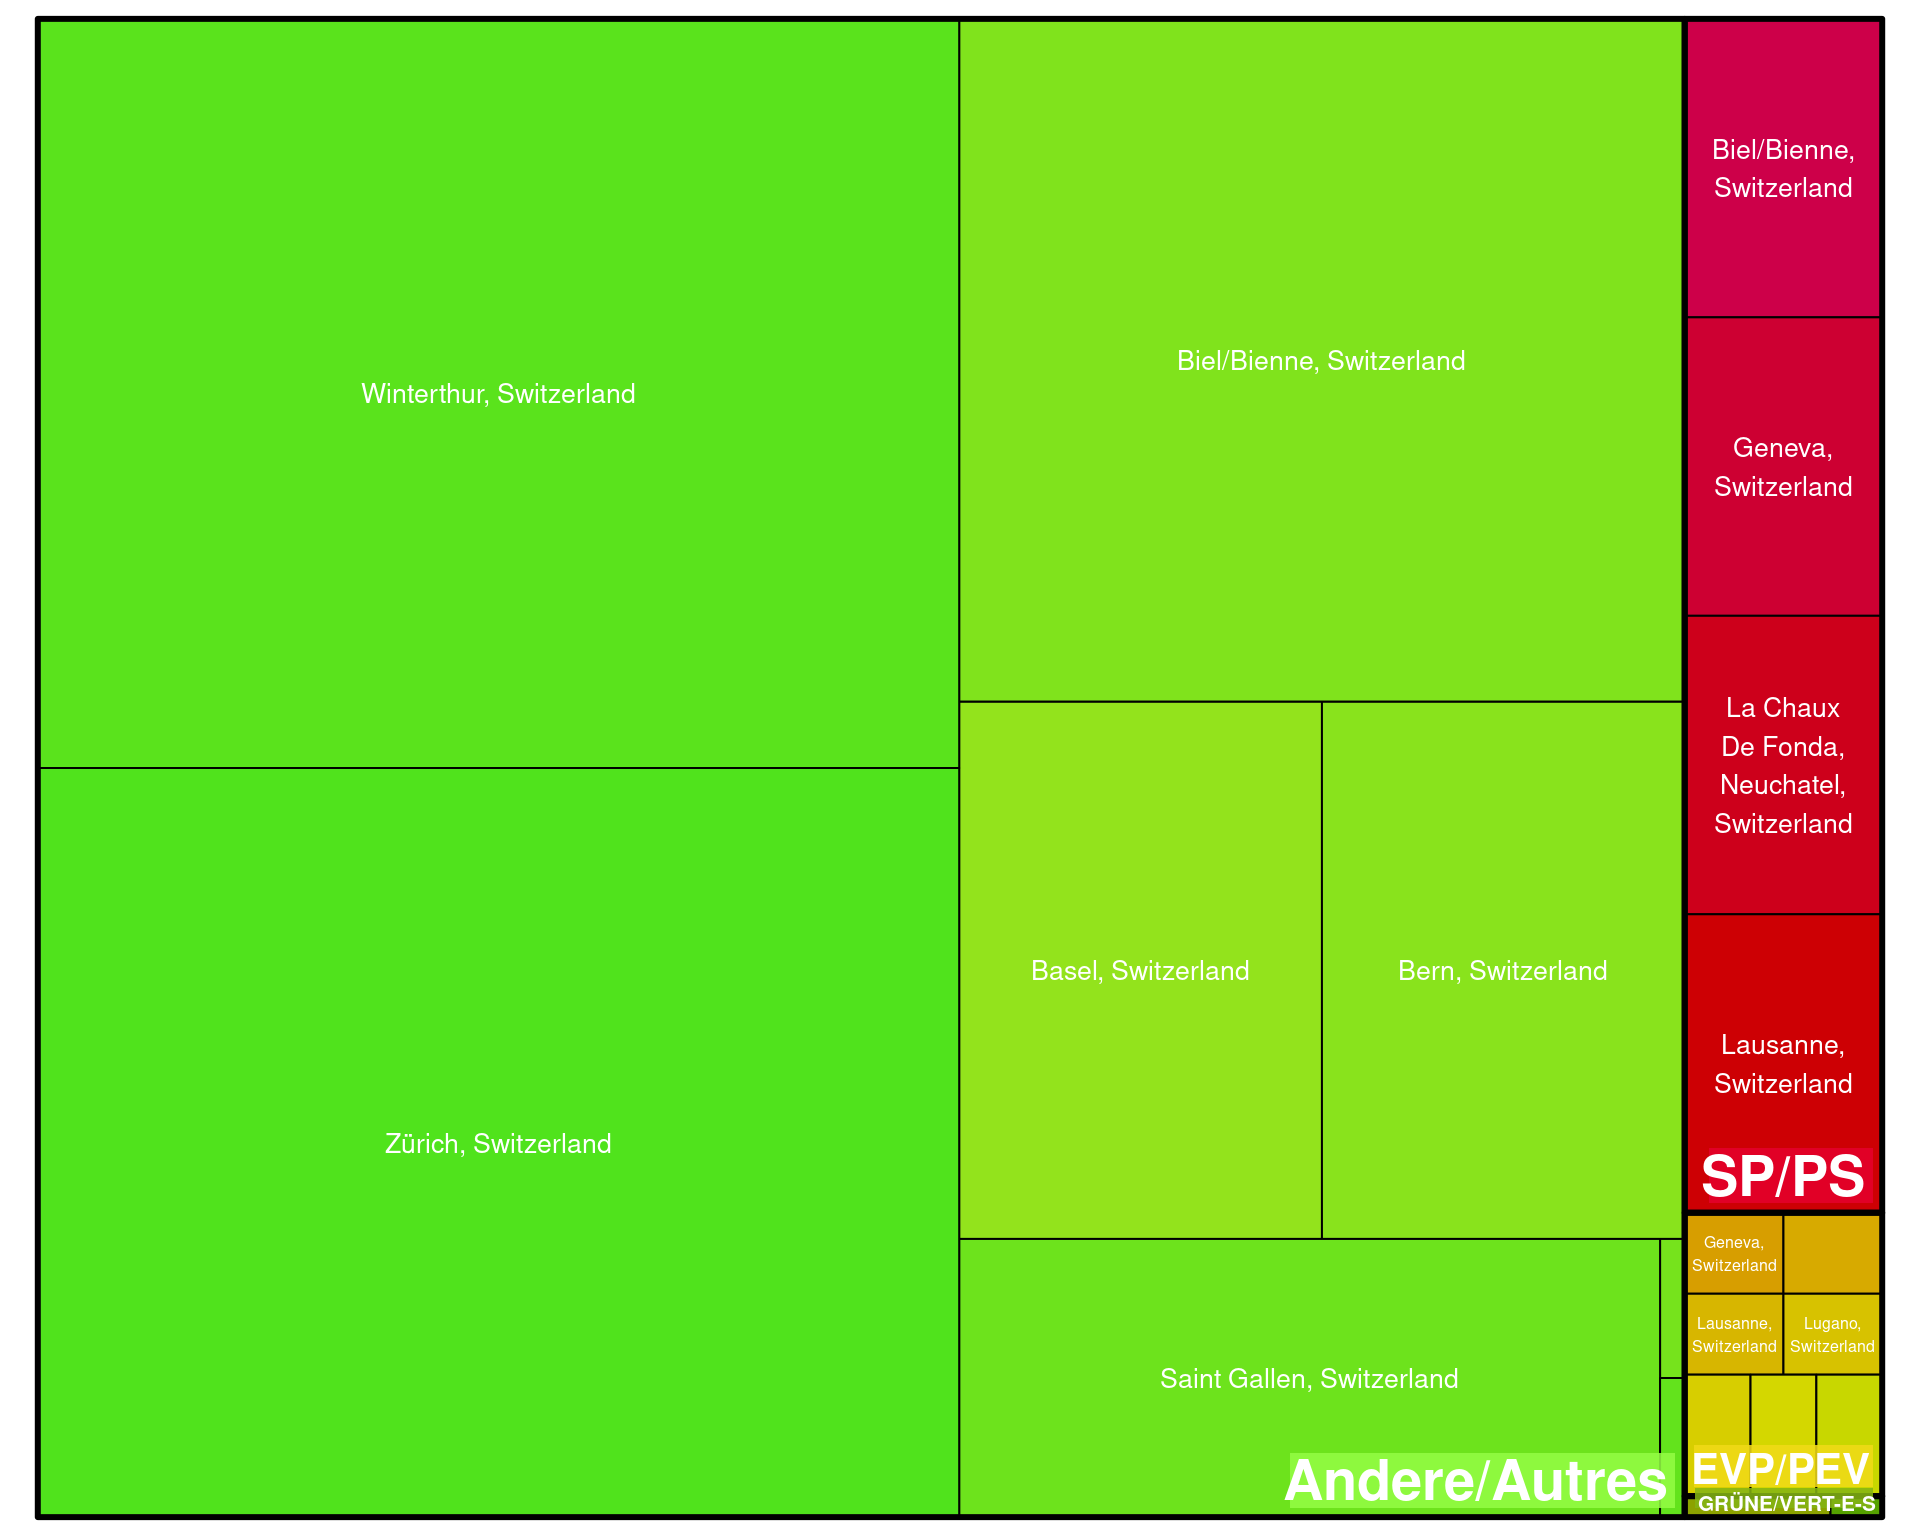 Winterthur, Switzerland
Zürich, Switzerland
Biel/Bienne, Switzerland
Basel, Switzerland
Bern, Switzerland
Saint Gallen, Switzerland
Andere/Autres
Biel/Bienne,
Switzerland
Geneva,
Switzerland
La Chaux
De Fonda,
Neuchatel,
Switzerland
Lausanne,
Switzerland
SP/PS
Geneva,
Switzerland
Lausanne,
Switzerland
Lugano,
Switzerland
EVP/PEV
GRÜNE/VERT-E-S